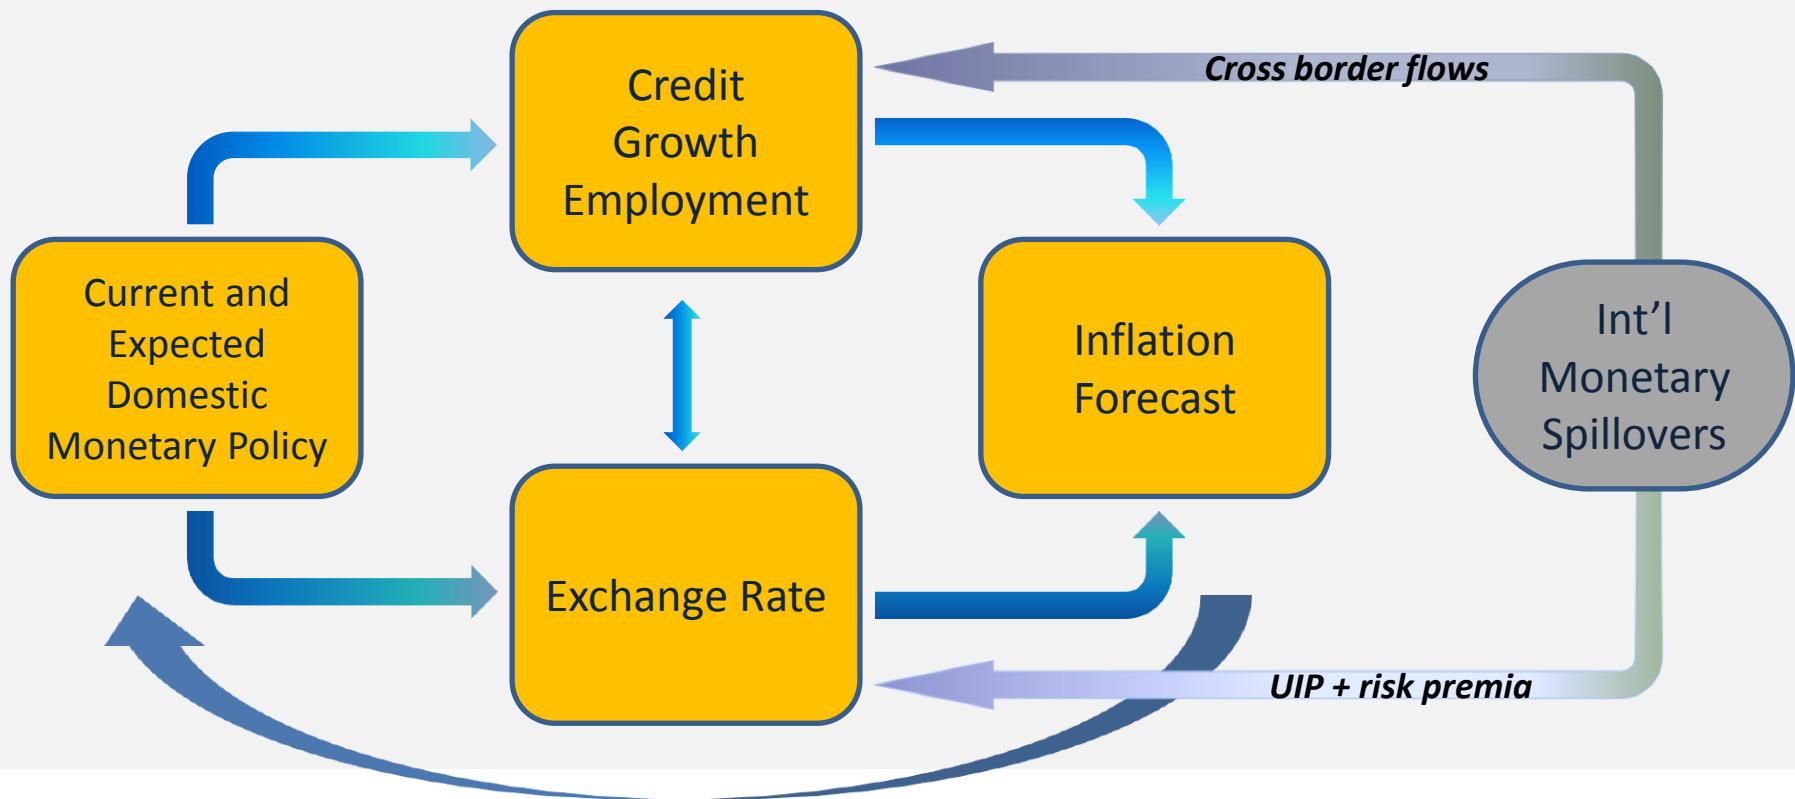 Credit
Growth
Employment
Cross border flows
Current and
Expected
Domestic
Monetary Policy
Inflation
Forecast
Int’l
Monetary
Spillovers
Exchange Rate
UIP + risk premia